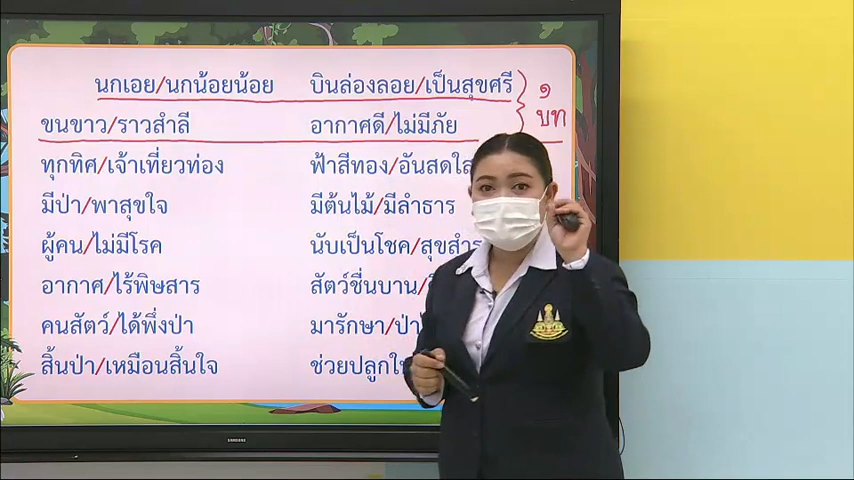 นกเอย/นกน้อยน้อย บินล่องลอย/เป็นสุขศรี
๑ บท
ขนขาว/ราวสำลี อากาศดี/ไม่มีภัย
ทุกทิศ/เจ้าเที่ยวท่อง ฟ้าสีทอง/อันสดใส
มีป่า/พาสุขใจ มีต้นไม้/มีลำธาร
ผู้คน/ไม่มีโรค นับเป็นโชค/สุขสำ
อากาศ/ไร้พิษสาร สัตว์ชื่นบาน/
คนสัตว์/ได้พึ่งป่า มารักษา/ป่า
สิ้นป่า/เหมือนสิ้นใจ ช่วยปลูก
SAMSUNG